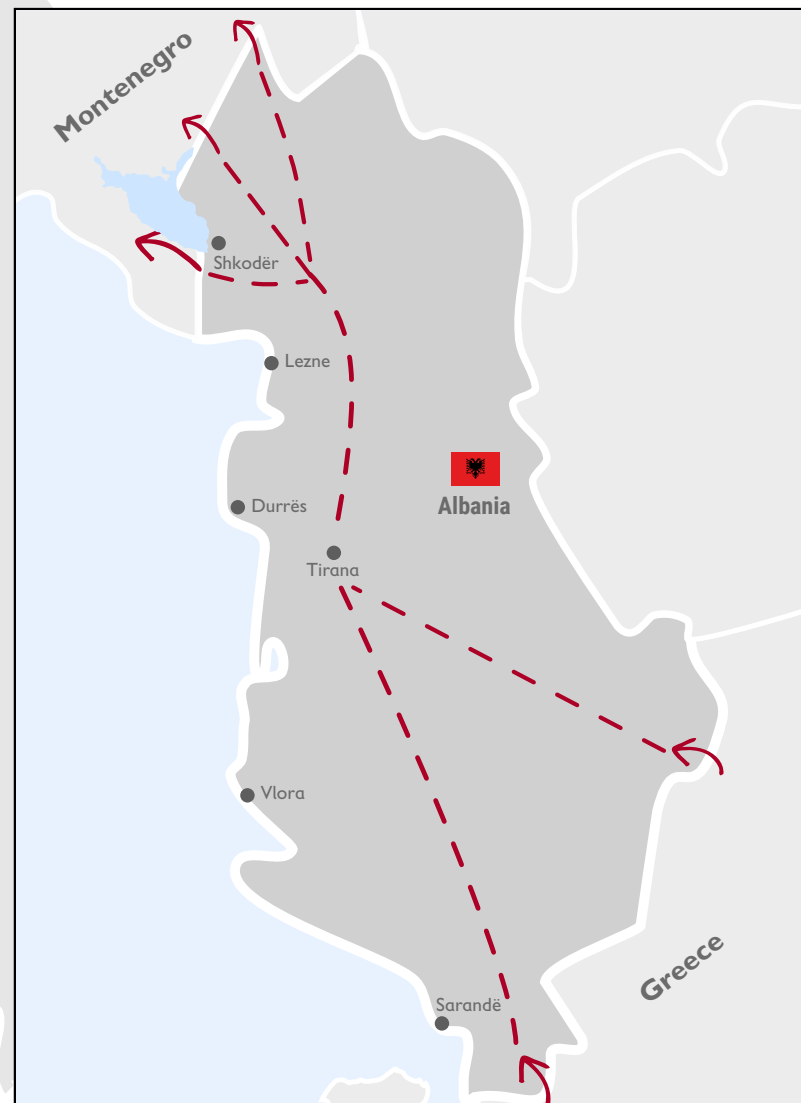 Montenegro
Shkodër
Lezne
Durrës
Albania
Tirana
Vlora
Greece
Sarandë